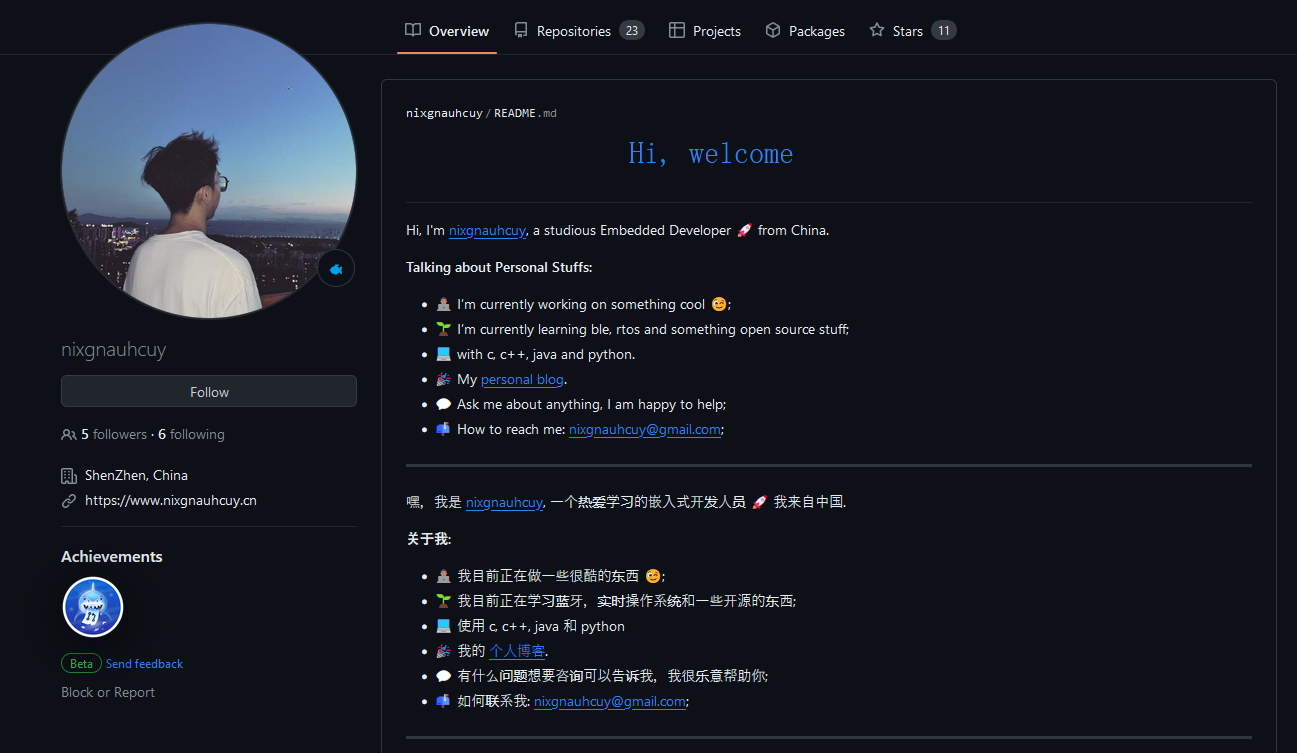 Overview Repositories 23 Projects Packages Stars 11
nixgnauhcuy
Follow
5 followers · 6 following
ShenZhen, China
https://www.nixgnauhcuy.cn
Achievements
Beta Send feedback
Block or Report
nixgnauhcuy/README.md
Hi, welcome
Hi, I'm nixgnauhcuy, a studious Embedded Developer 🚀 from China.
Talking about Personal Stuffs:
• 👨🏽‍💻 I’m currently working on something cool 😉;
• 🌱 I’m currently learning ble, rtos and something open source stuff;
• 💻 with c, c++, java and python.
• 🎉 My personal blog.
• 💬 Ask me about anything, I am happy to help;
• 📫 How to reach me: nixgnauhcuy@gmail.com;
嘿，我是 nixgnauhcuy, 一个热爱学习的嵌入式开发人员 🚀 我来自中国.
关于我:
• 👨🏽‍💻 我目前正在做一些很酷的东西 😉;
• 🌱 我目前正在学习蓝牙，实时操作系统和一些开源的东西;
• 💻 使用 c, c++, java 和 python
• 🎉 我的 个人博客.
• 💬 有什么问题想要咨询可以告诉我，我很乐意帮助你;
• 📫 如何联系我: nixgnauhcuy@gmail.com;